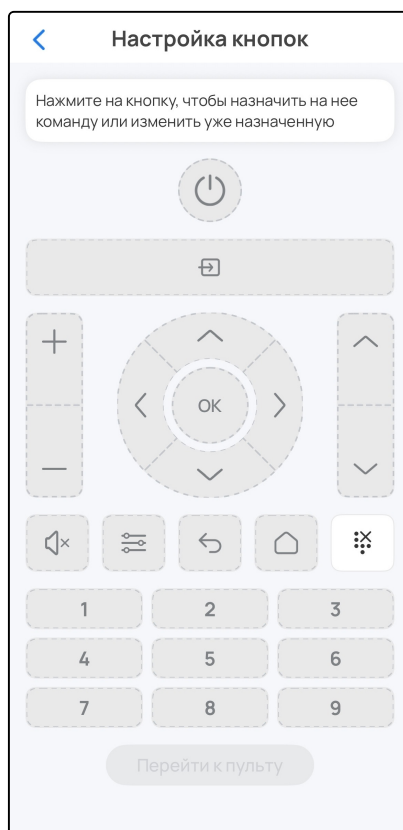 Настройка кнопок
Нажмите на кнопку, чтобы назначить на нее
команду или изменить уже назначенную
OK
1 2 3
4 5 6
7 8 9
Перейти к пульту